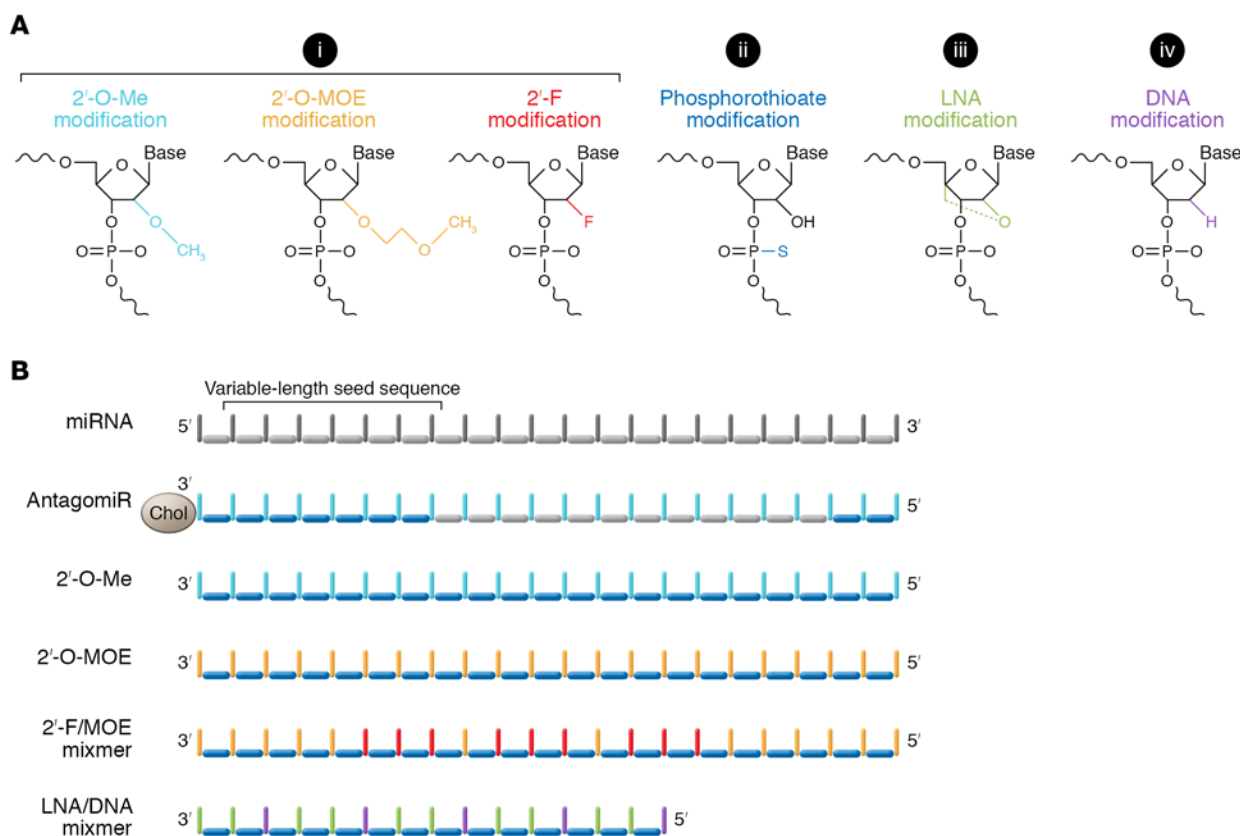 A
i
ii
iii
iv
2′-O-Me
modification
2′-O-MOE
modification
2′-F
modification
Phosphorothioate
modification
LNA
modification
DNA
modification
O
O
Base
O
O
CH3
O=P–O
O
O
O
Base
O
O
CH3
O
O=P–O
O
O
O
Base
O
F
O=P–O
O
O
O
Base
O
OH
O=P–S
O
O
O
Base
O
O
O=P–O
O
O
O
Base
O
H
O=P–O
O
B
Variable-length seed sequence
miRNA
5′
3′
AntagomiR
3′
Chol
5′
2′-O-Me
3′
5′
2′-O-MOE
3′
5′
2′-F/MOE
mixmer
3′
5′
LNA/DNA
mixmer
3′
5′